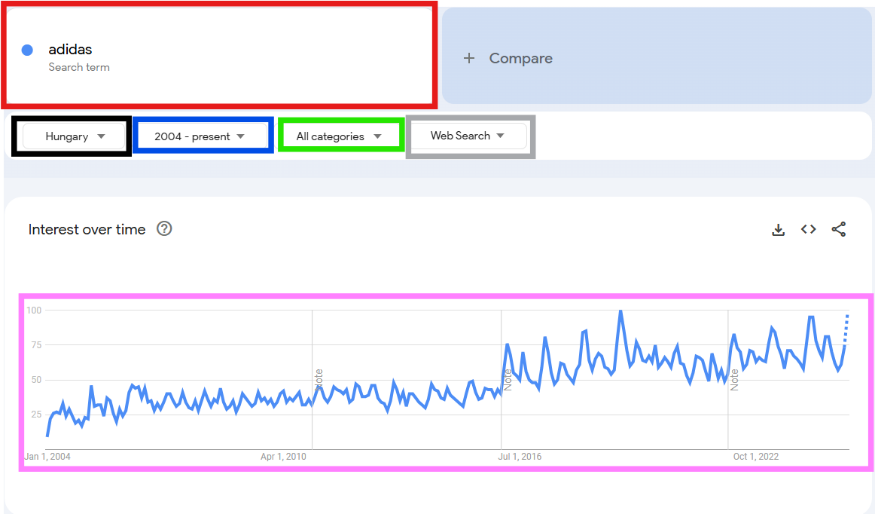 adidas
Search term
+ Compare
Hungary
2004 - present
All categories
Web Search
Interest over time
100
75
50
25
Note
Note
Note
Jan 1, 2004
Apr 1, 2010
Jul 1, 2016
Oct 1, 2022